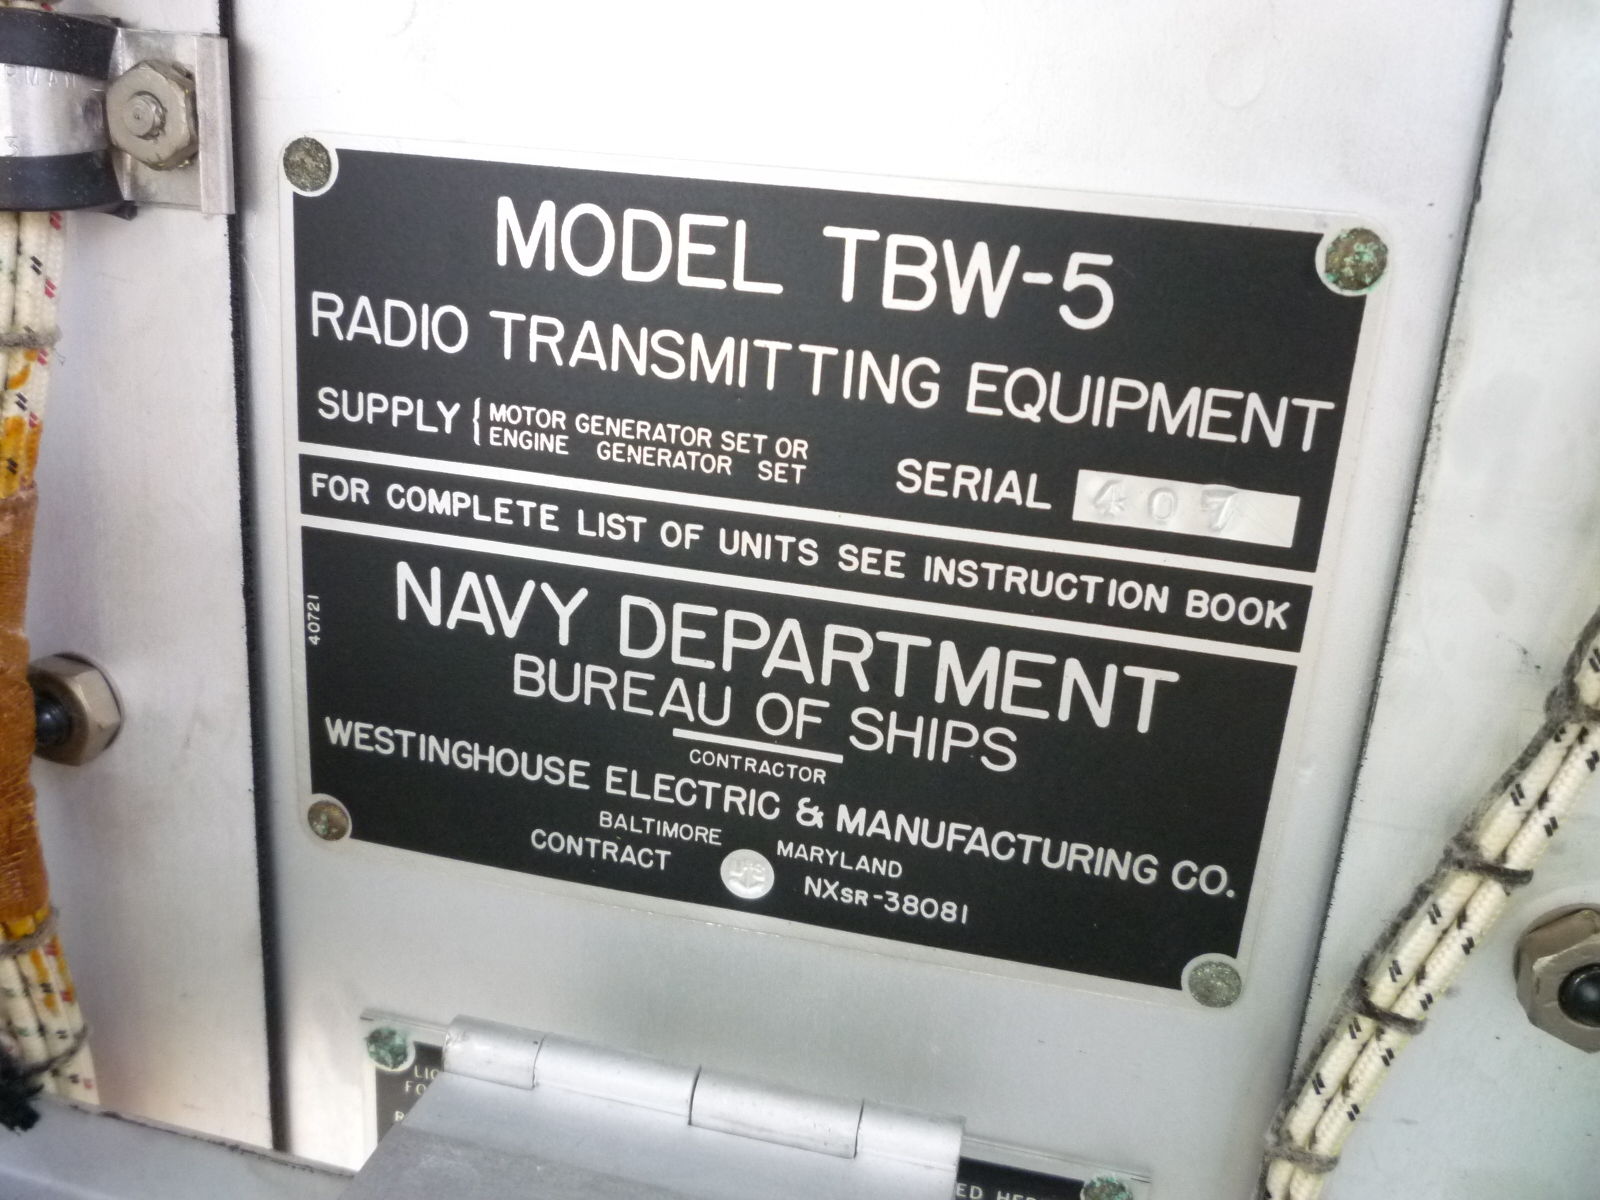 MODEL TBW-5
RADIO TRANSMITTING EQUIPMENT
SUPPLY { MOTOR GENERATOR SET OR
ENGINE GENERATOR SET
SERIAL 407
FOR COMPLETE LIST OF UNITS SEE INSTRUCTION BOOK
40721
NAVY DEPARTMENT
BUREAU OF SHIPS
CONTRACTOR
WESTINGHOUSE ELECTRIC & MANUFACTURING CO.
BALTIMORE MARYLAND
CONTRACT NXSR-38081